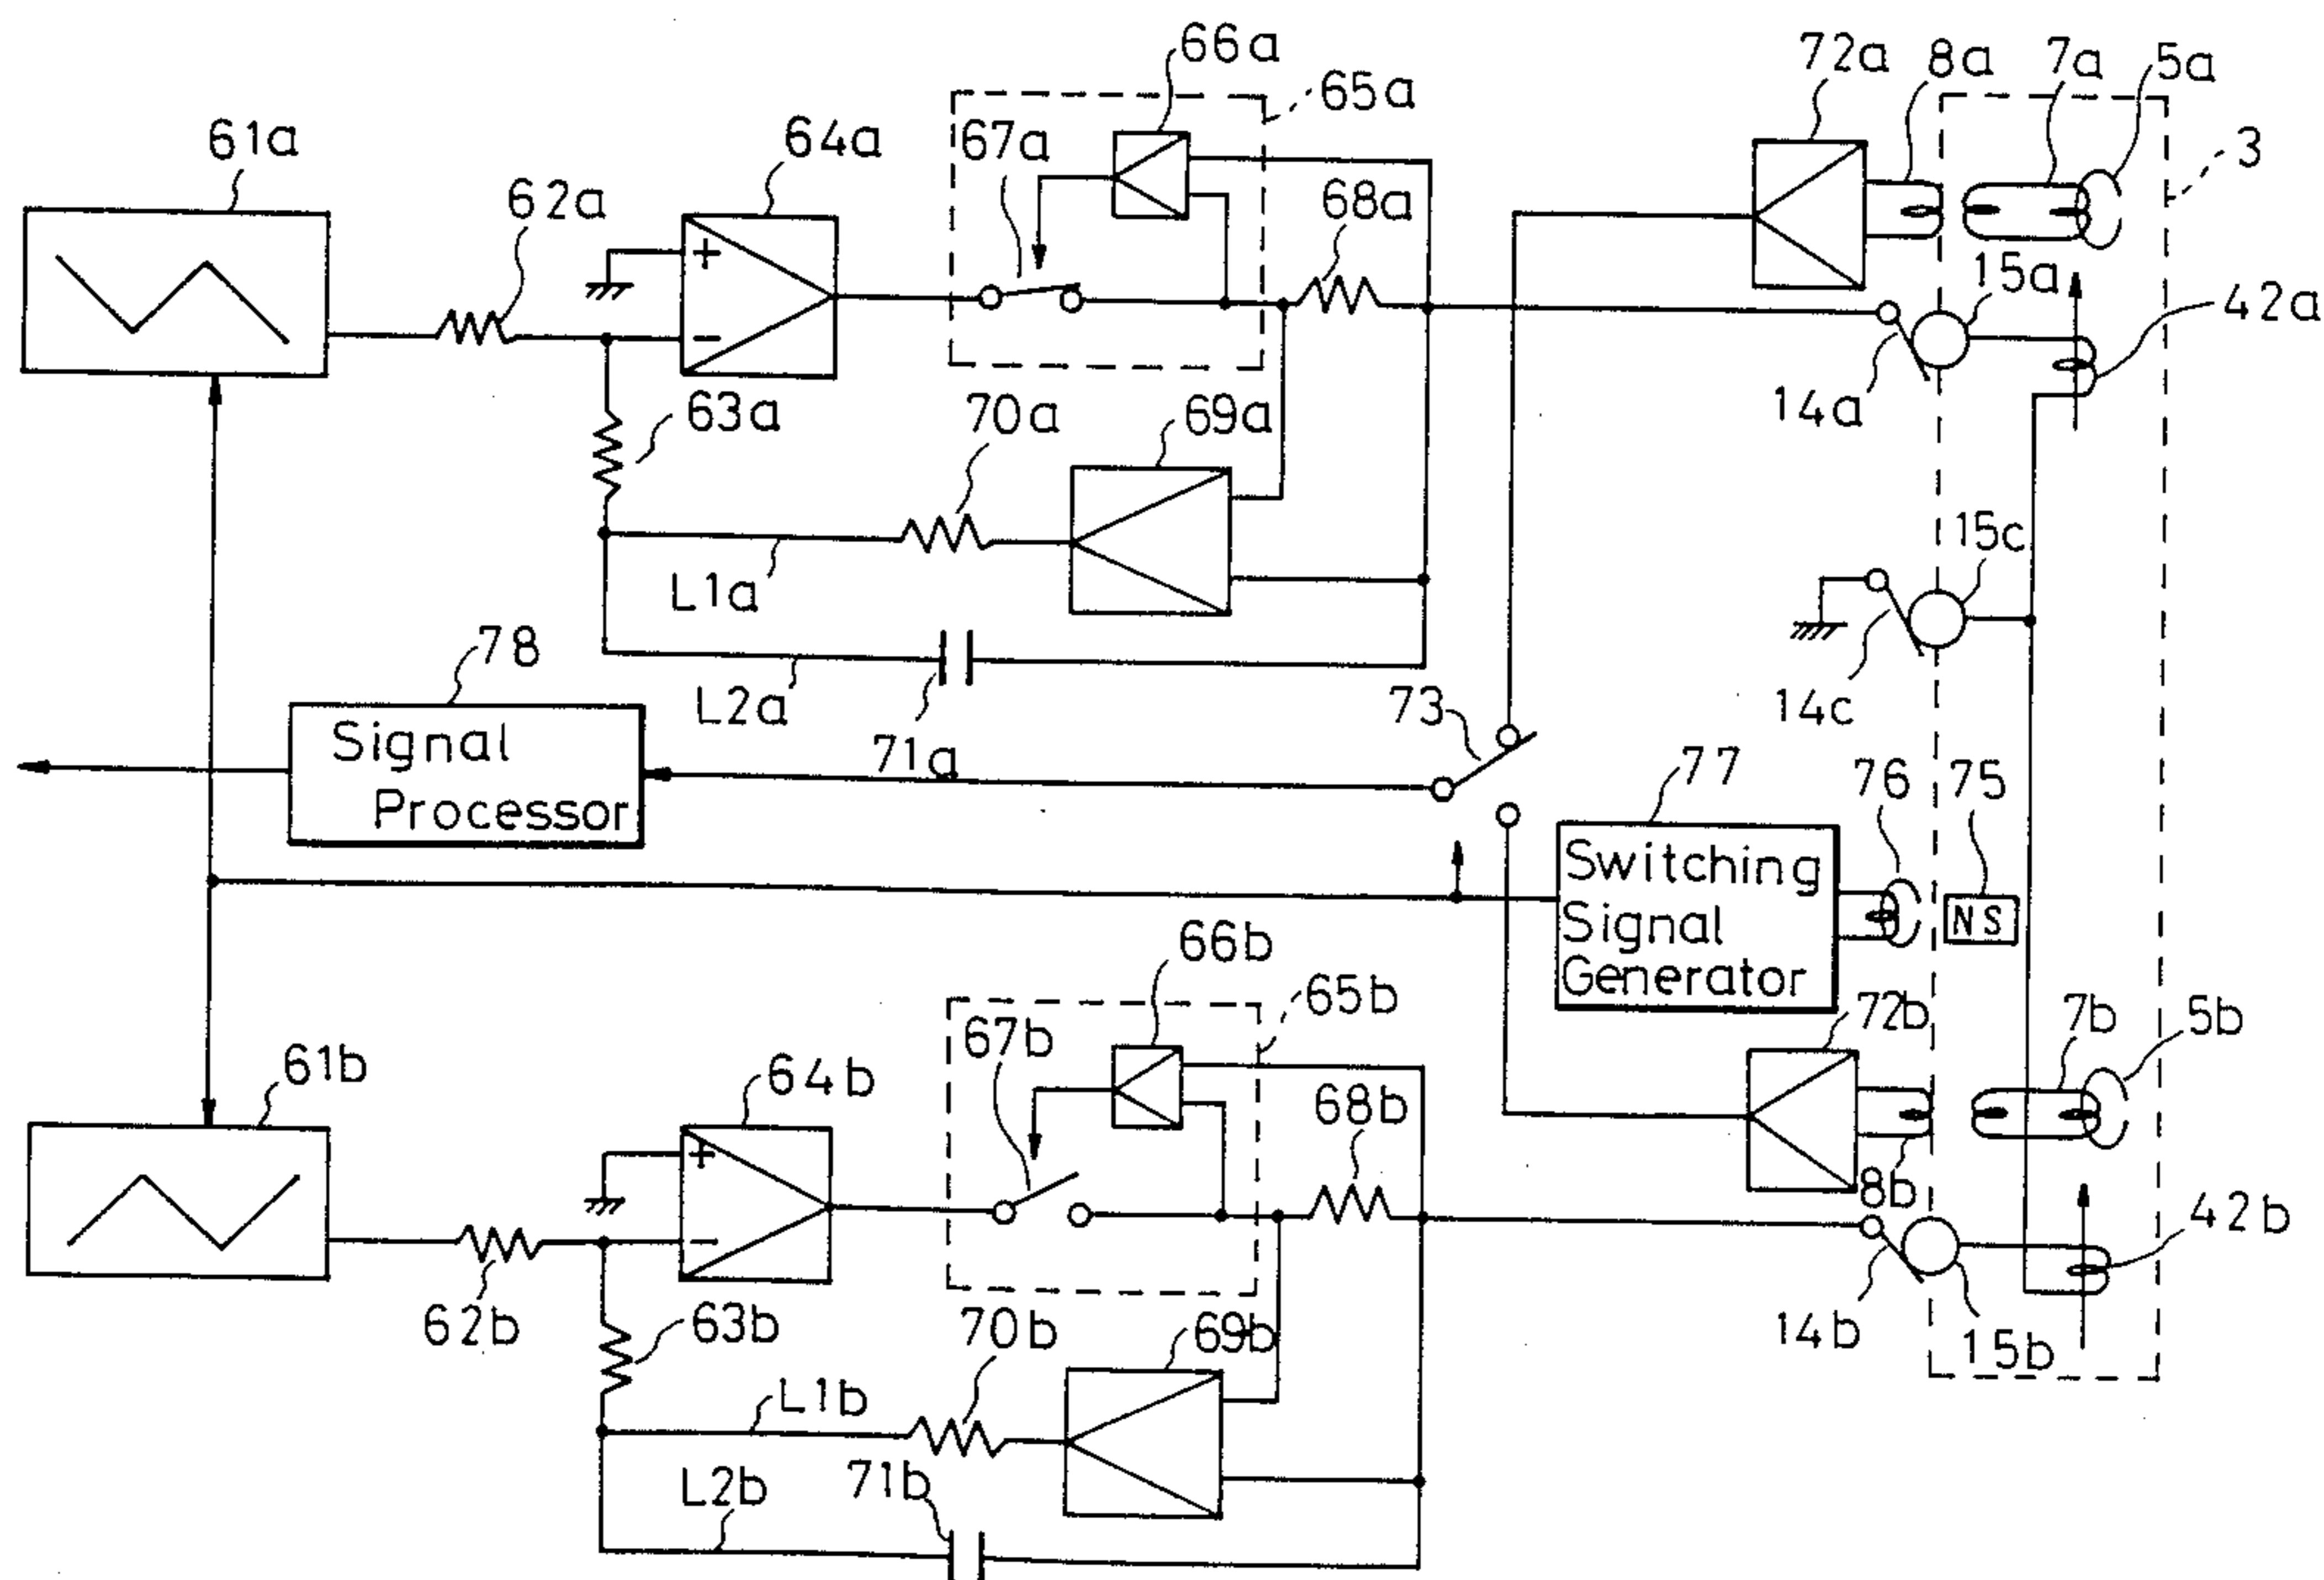 66a
65a
72a
8a
7a
5a
3
61a
64a
67a
62a
68a
+
−
15a
42a
14a
63a
70a
69a
L1a
15c
78
L2a
14c
73
71a
Signal
Processor
77
76
75
Switching
Signal
Generator
NS
66b
65b
72b
7b
5b
67b
61b
64b
68b
+
−
8b
42b
62b
63b
70b
69b
14b
15b
L1b
L2b
71b